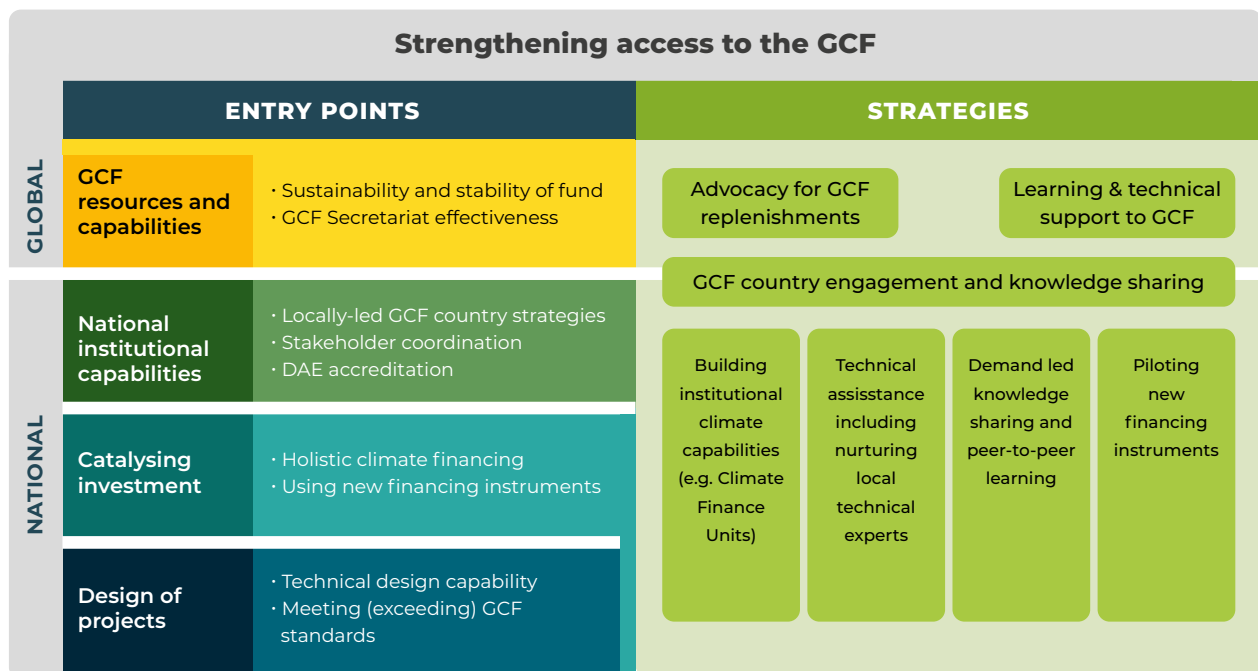 Strengthening access to the GCF
ENTRY POINTS
STRATEGIES
GLOBAL
GCF
resources and
capabilities
· Sustainability and stability of fund
· GCF Secretariat effectiveness
Advocacy for GCF
replenishments
Learning & technical
support to GCF
GCF country engagement and knowledge sharing
NATIONAL
National
institutional
capabilities
· Locally-led GCF country strategies
· Stakeholder coordination
· DAE accreditation
Catalysing
investment
· Holistic climate financing
· Using new financing instruments
Design of
projects
· Technical design capability
· Meeting (exceeding) GCF
standards
Building
institutional
climate
capabilities
(e.g. Climate
Finance
Units)
Technical
assisstance
including
nurturing
local
technical
experts
Demand led
knowledge
sharing and
peer-to-peer
learning
Piloting
new
financing
instruments